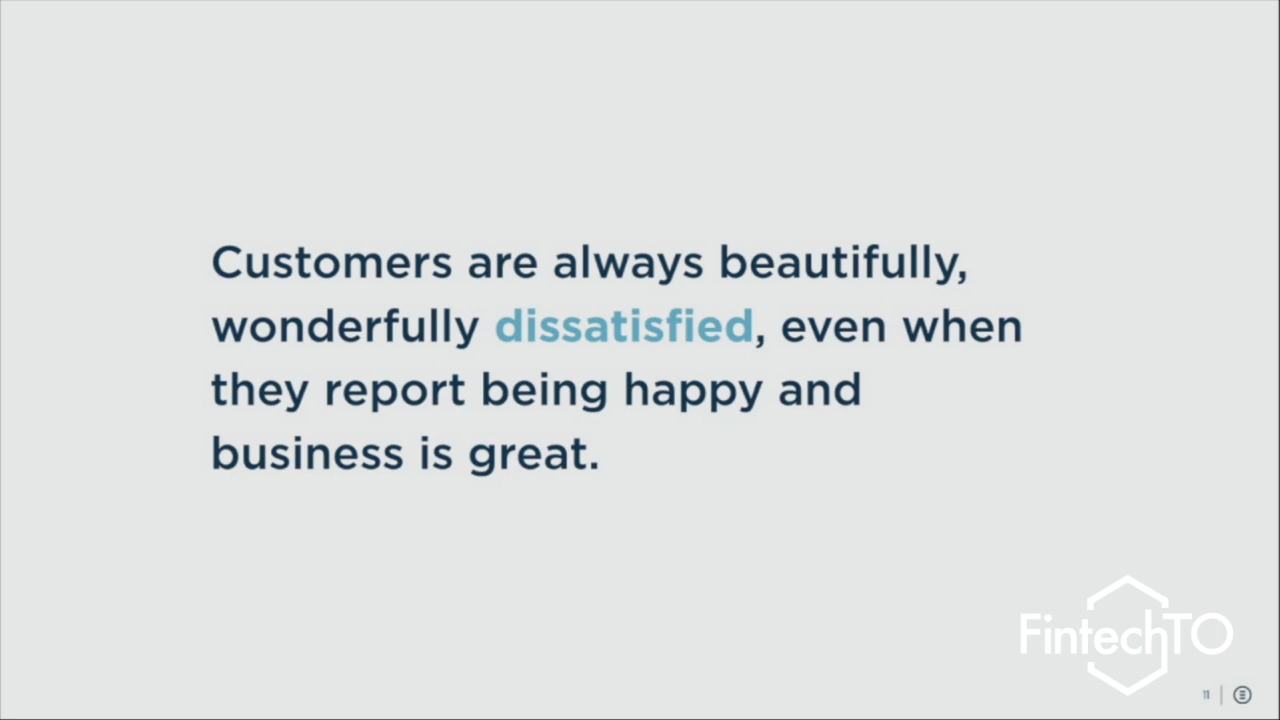 Customers are always beautifully,
wonderfully dissatisfied, even when
they report being happy and
business is great.
FintechTO
11